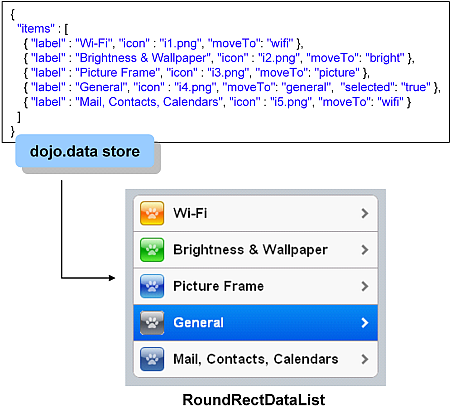 {
"items" : [
{ "label" : "Wi-Fi", "icon" : "i1.png", "moveTo": "wifi" },
{ "label" : "Brightness & Wallpaper", "icon" : "i2.png", "moveTo": "bright" },
{ "label" : "Picture Frame", "icon" : "i3.png", "moveTo": "picture" },
{ "label" : "General", "icon" : "i4.png", "moveTo": "general", "selected": "true" },
{ "label" : "Mail, Contacts, Calendars", "icon" : "i5.png", "moveTo": "wifi" }
]
}
dojo.data store
Wi-Fi
Brightness & Wallpaper
Picture Frame
General
Mail, Contacts, Calendars
RoundRectDataList